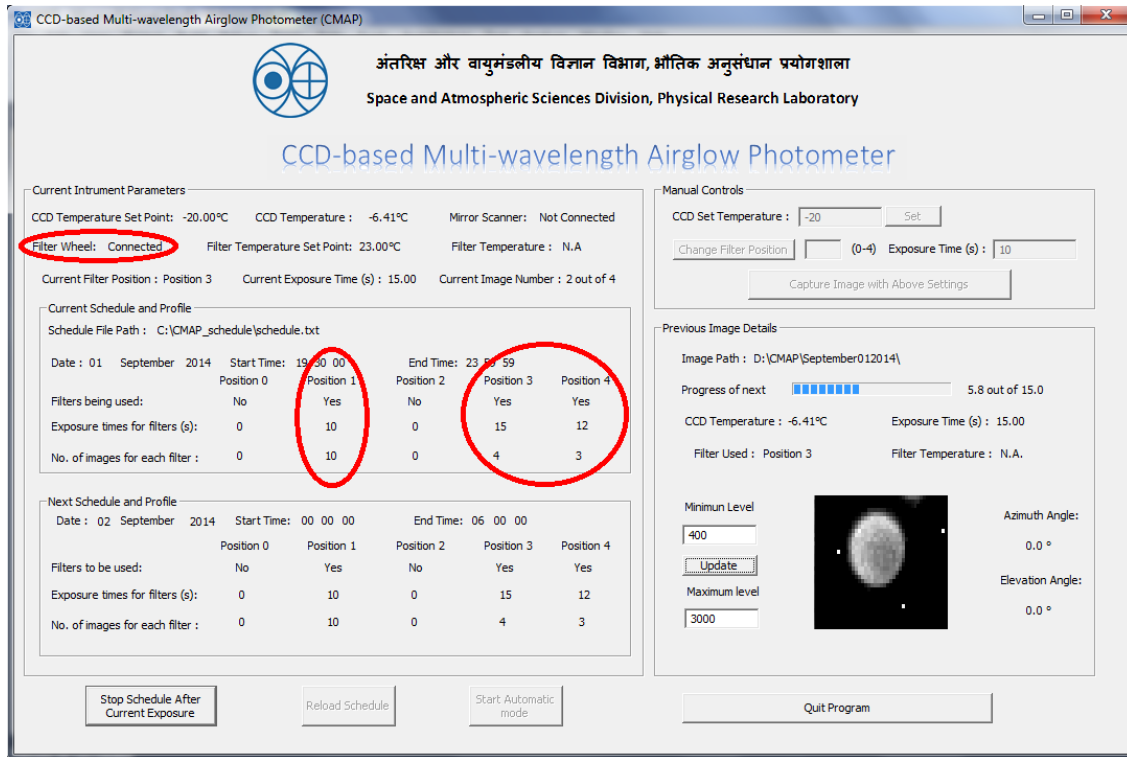 CCD-based Multi-wavelength Airglow Photometer (CMAP)
अंतरिक्ष और वायुमंडलीय विज्ञान विभाग, भौतिक अनुसंधान प्रयोगशाला
Space and Atmospheric Sciences Division, Physical Research Laboratory
CCD-based Multi-wavelength Airglow Photometer
Current Intrument Parameters
CCD Temperature Set Point: -20.00°C CCD Temperature : -6.41°C Mirror Scanner: Not Connected
Filter Wheel: Connected Filter Temperature Set Point: 23.00°C Filter Temperature : N.A
Current Filter Position : Position 3 Current Exposure Time (s) : 15.00 Current Image Number : 2 out of 4
Current Schedule and Profile
Schedule File Path : C:\CMAP_schedule\schedule.txt
Date : 01 September 2014 Start Time: 19 30 00 End Time: 23 59 59
Position 0 Position 1 Position 2 Position 3 Position 4
Filters being used: No Yes No Yes Yes
Exposure times for filters (s): 0 10 0 15 12
No. of images for each filter : 0 10 0 4 3
Next Schedule and Profile
Date : 02 September 2014 Start Time: 00 00 00 End Time: 06 00 00
Position 0 Position 1 Position 2 Position 3 Position 4
Filters to be used: No Yes No Yes Yes
Exposure times for filters (s): 0 10 0 15 12
No. of images for each filter : 0 10 0 4 3
Stop Schedule After
Current Exposure
Reload Schedule
Start Automatic
mode
Manual Controls
CCD Set Temperature : -20 Set
Change Filter Position (0-4) Exposure Time (s) : 10
Capture Image with Above Settings
Previous Image Details
Image Path : D:\CMAP\September012014\
Progress of next 5.8 out of 15.0
CCD Temperature : -6.41°C Exposure Time (s) : 15.00
Filter Used : Position 3 Filter Temperature : N.A.
Minimun Level
400
Update
Maximum level
3000
Azimuth Angle:
0.0 °
Elevation Angle:
0.0 °
Quit Program